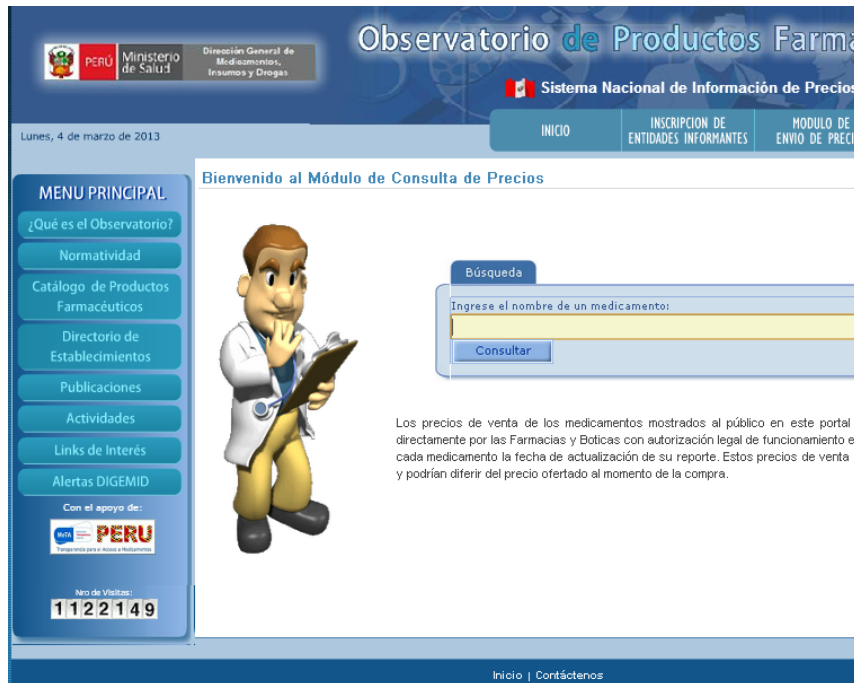 PERÚ
Ministerio
de Salud
Dirección General de
Medicamentos,
Insumos y Drogas
Observatorio de Productos Farma
Sistema Nacional de Información de Precios
Lunes, 4 de marzo de 2013
INICIO
INSCRIPCION DE
ENTIDADES INFORMANTES
MODULO DE
ENVIO DE PRECI
MENU PRINCIPAL
¿Qué es el Observatorio?
Normatividad
Catálogo de Productos
Farmacéuticos
Directorio de
Establecimientos
Publicaciones
Actividades
Links de Interés
Alertas DIGEMID
Con el apoyo de:
MeTA
PERU
Transparencia para el Acceso a Medicamentos
Nro de Visitas:
1122149
Bienvenido al Módulo de Consulta de Precios
Búsqueda
Ingrese el nombre de un medicamento:
Consultar
Los precios de venta de los medicamentos mostrados al público en este portal
directamente por las Farmacias y Boticas con autorización legal de funcionamiento e
cada medicamento la fecha de actualización de su reporte. Estos precios de venta
y podrían diferir del precio ofertado al momento de la compra.
Inicio | Contáctenos